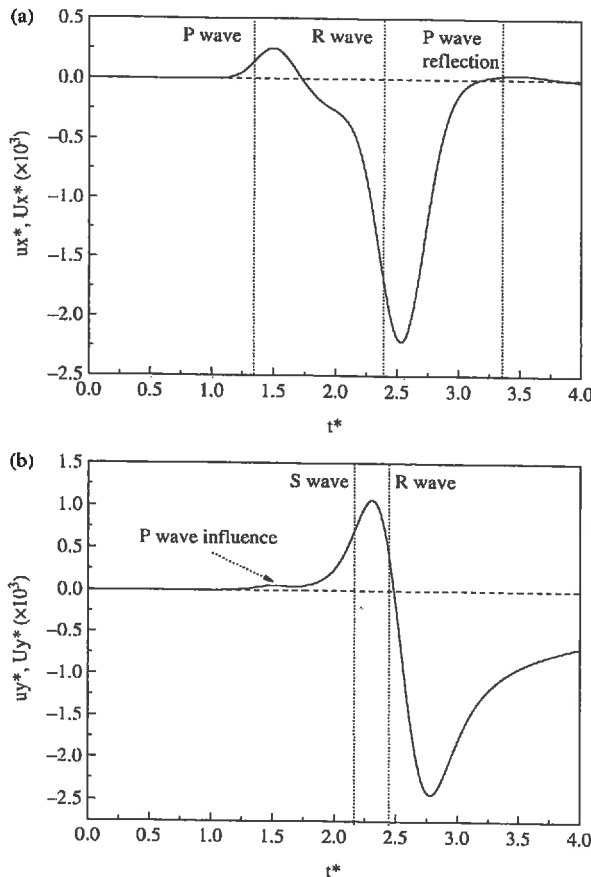 (a)
0.5
P wave R wave P wave
reflection
0.0
−0.5
−1.0
−1.5
−2.0
−2.5
ux*, Ux* (×10³)
0.0 0.5 1.0 1.5 2.0 2.5 3.0 3.5 4.0
t*
(b)
1.5
S wave R wave
1.0
P wave influence
0.5
0.0
−0.5
−1.0
−1.5
−2.0
−2.5
uy*, Uy* (×10³)
0.0 0.5 1.0 1.5 2.0 2.5 3.0 3.5 4.0
t*